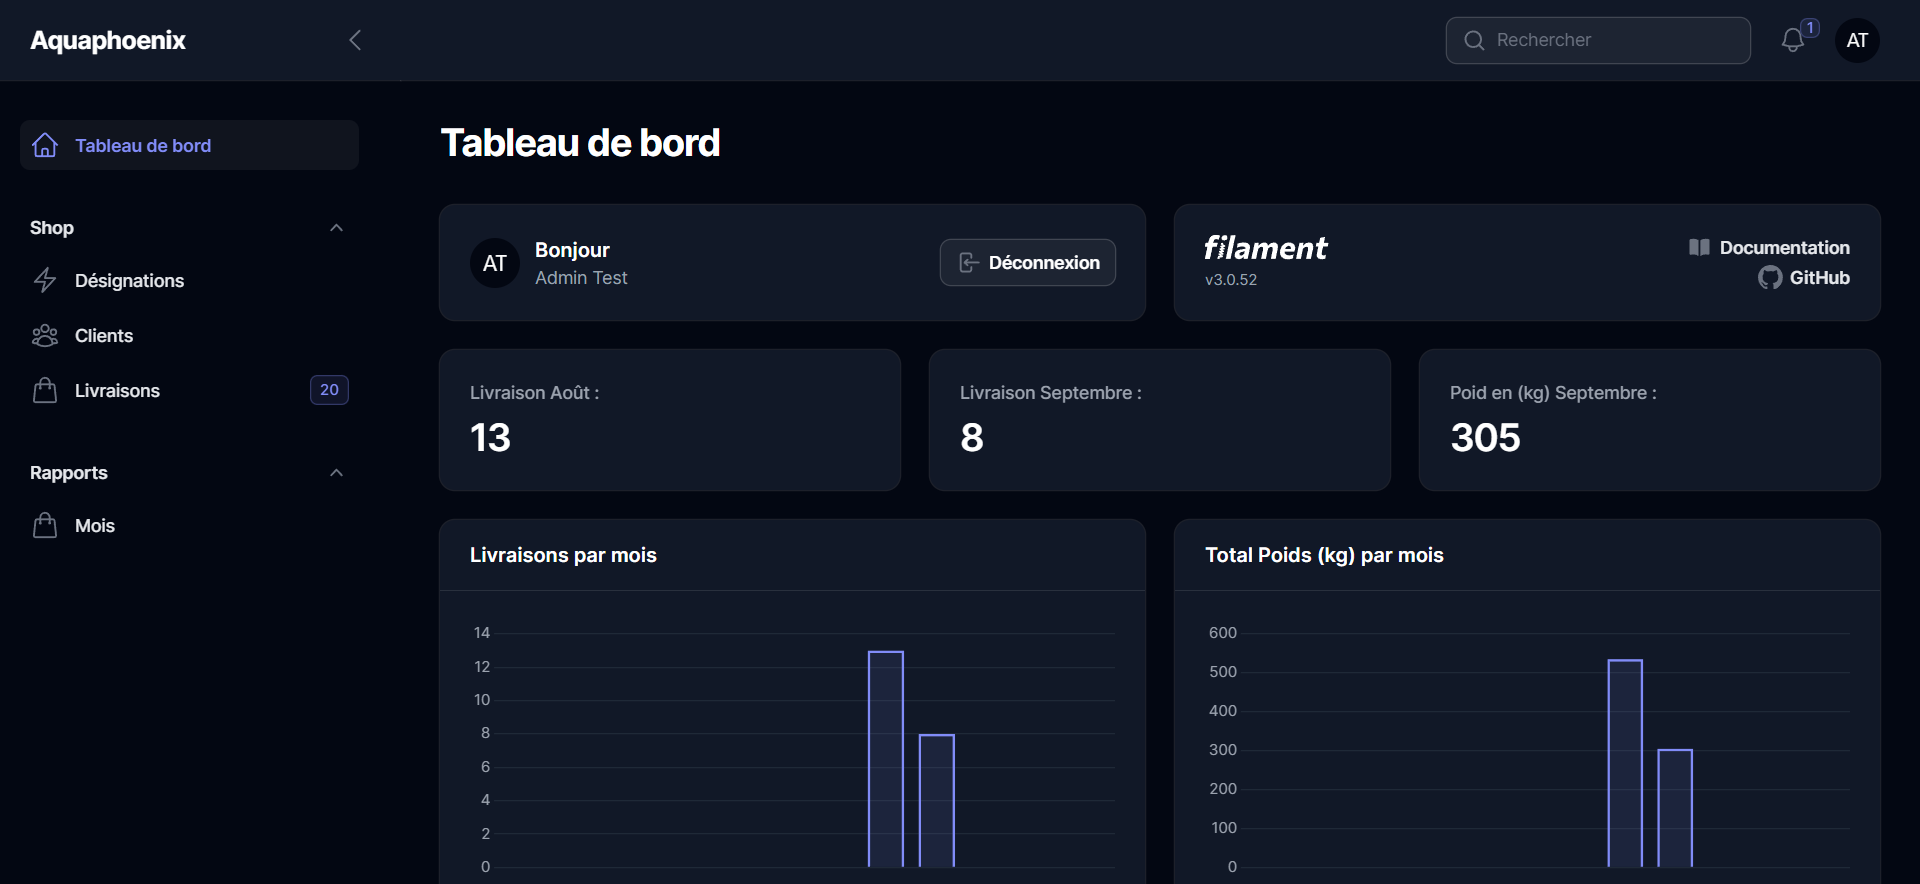 Aquaphoenix
Rechercher
1
AT
Tableau de bord
Shop
Désignations
Clients
Livraisons
20
Rapports
Mois
Tableau de bord
AT
Bonjour
Admin Test
Déconnexion
filament
v3.0.52
Documentation
GitHub
Livraison Août :
13
Livraison Septembre :
8
Poid en (kg) Septembre :
305
Livraisons par mois
14
12
10
8
6
4
2
0
Total Poids (kg) par mois
600
500
400
300
200
100
0